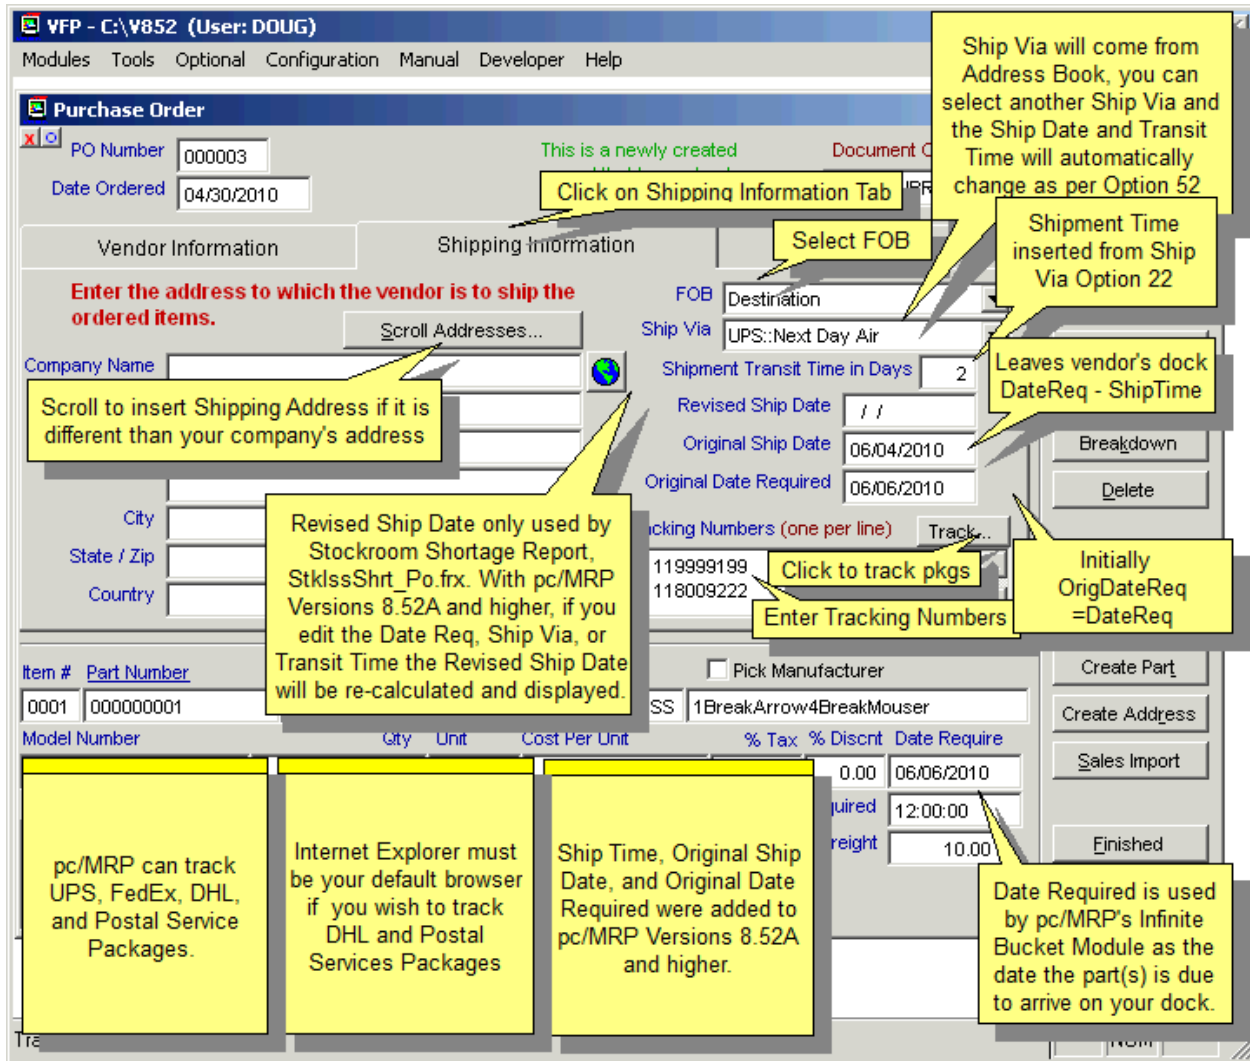 VFP - C:\V852 (User: DOUG)
Modules Tools Optional Configuration Manual Developer Help
Ship Via will come from
Address Book, you can
select another Ship Via and
the Ship Date and Transit
Time will automatically
change as per Option 52
Purchase Order
PO Number 000003
This is a newly created
Document
Date Ordered 04/30/2010
Click on Shipping Information Tab
Vendor Information
Shipping Information
Select FOB
Shipment Time
inserted from Ship
Via Option 22
Enter the address to which the vendor is to ship the
ordered items.
Scroll Addresses...
FOB Destination
Ship Via UPS::Next Day Air
Company Name
Shipment Transit Time in Days 2
Leaves vendor's dock
DateReq - ShipTime
Scroll to insert Shipping Address if it is
different than your company's address
Revised Ship Date / /
Original Ship Date 06/04/2010
Original Date Required 06/06/2010
Breakdown
Delete
City
State / Zip
Country
Revised Ship Date only used by
Stockroom Shortage Report,
StkIssShrt_Po.frx. With pc/MRP
Versions 8.52A and higher, if you
edit the Date Req, Ship Via, or
Transit Time the Revised Ship Date
will be re-calculated and displayed.
Numbers (one per line)
Track...
119999199
118009222
Click to track pkgs
Enter Tracking Numbers
Initially
OrigDateReq
=DateReq
Item # Part Number
Pick Manufacturer
0001 000000001
SS 1BreakArrow4BreakMouser
Create Part
Create Address
Sales Import
Finished
Model Number Qty Unit Cost Per Unit % Tax % Discnt Date Require
0.00 06/06/2010
12:00:00
10.00
pc/MRP can track
UPS, FedEx, DHL,
and Postal Service
Packages.
Internet Explorer must
be your default browser
if you wish to track
DHL and Postal
Services Packages
Ship Time, Original Ship
Date, and Original Date
Required were added to
pc/MRP Versions 8.52A
and higher.
Date Required is used
by pc/MRP's Infinite
Bucket Module as the
date the part(s) is due
to arrive on your dock.
NUM